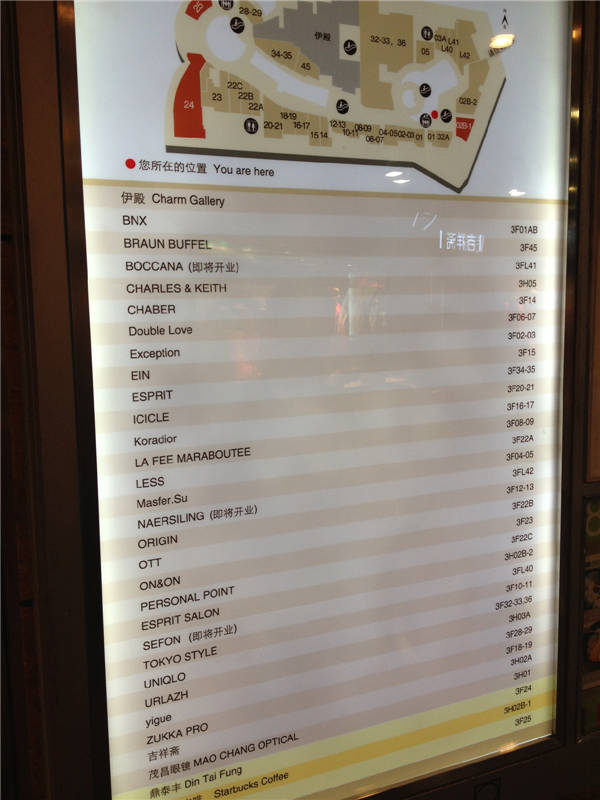 25
28-29
34-35
45
伊殿
32-33, 36
03A
L41
05
L40
L42
N
24
23
22C
22B
22A
20-21
18-19
16-17
15
14
12-13
10-11
08-09
06-07
04-05
02-03
01
01
32A
02B-2
02B-1
您所在的位置 You are here
伊殿 Charm Gallery
BNX 3F01AB
BRAUN BUFFEL 3F45
BOCCANA (即将开业) 3FL41
CHARLES & KEITH 3H05
CHABER 3F14
Double Love 3F06-07
Exception 3F02-03
EIN 3F15
ESPRIT 3F34-35
ICICLE 3F20-21
Koradior 3F16-17
LA FEE MARABOUTEE 3F08-09
LESS 3F22A
Masfer.Su 3F04-05
NAERSILING (即将开业) 3FL42
ORIGIN 3F12-13
OTT 3F22B
ON&ON 3F23
PERSONAL POINT 3F22C
ESPRIT SALON 3H02B-2
SEFON (即将开业) 3FL40
TOKYO STYLE 3F10-11
UNIQLO 3F32-33,36
URLAZH 3H03A
yigue 3F28-29
ZUKKA PRO 3F18-19
吉祥斋 3H02A
茂昌眼镜 MAO CHANG OPTICAL 3H01
鼎泰丰 Din Tai Fung 3F24
Starbucks Coffee 3H02B-1
3F25